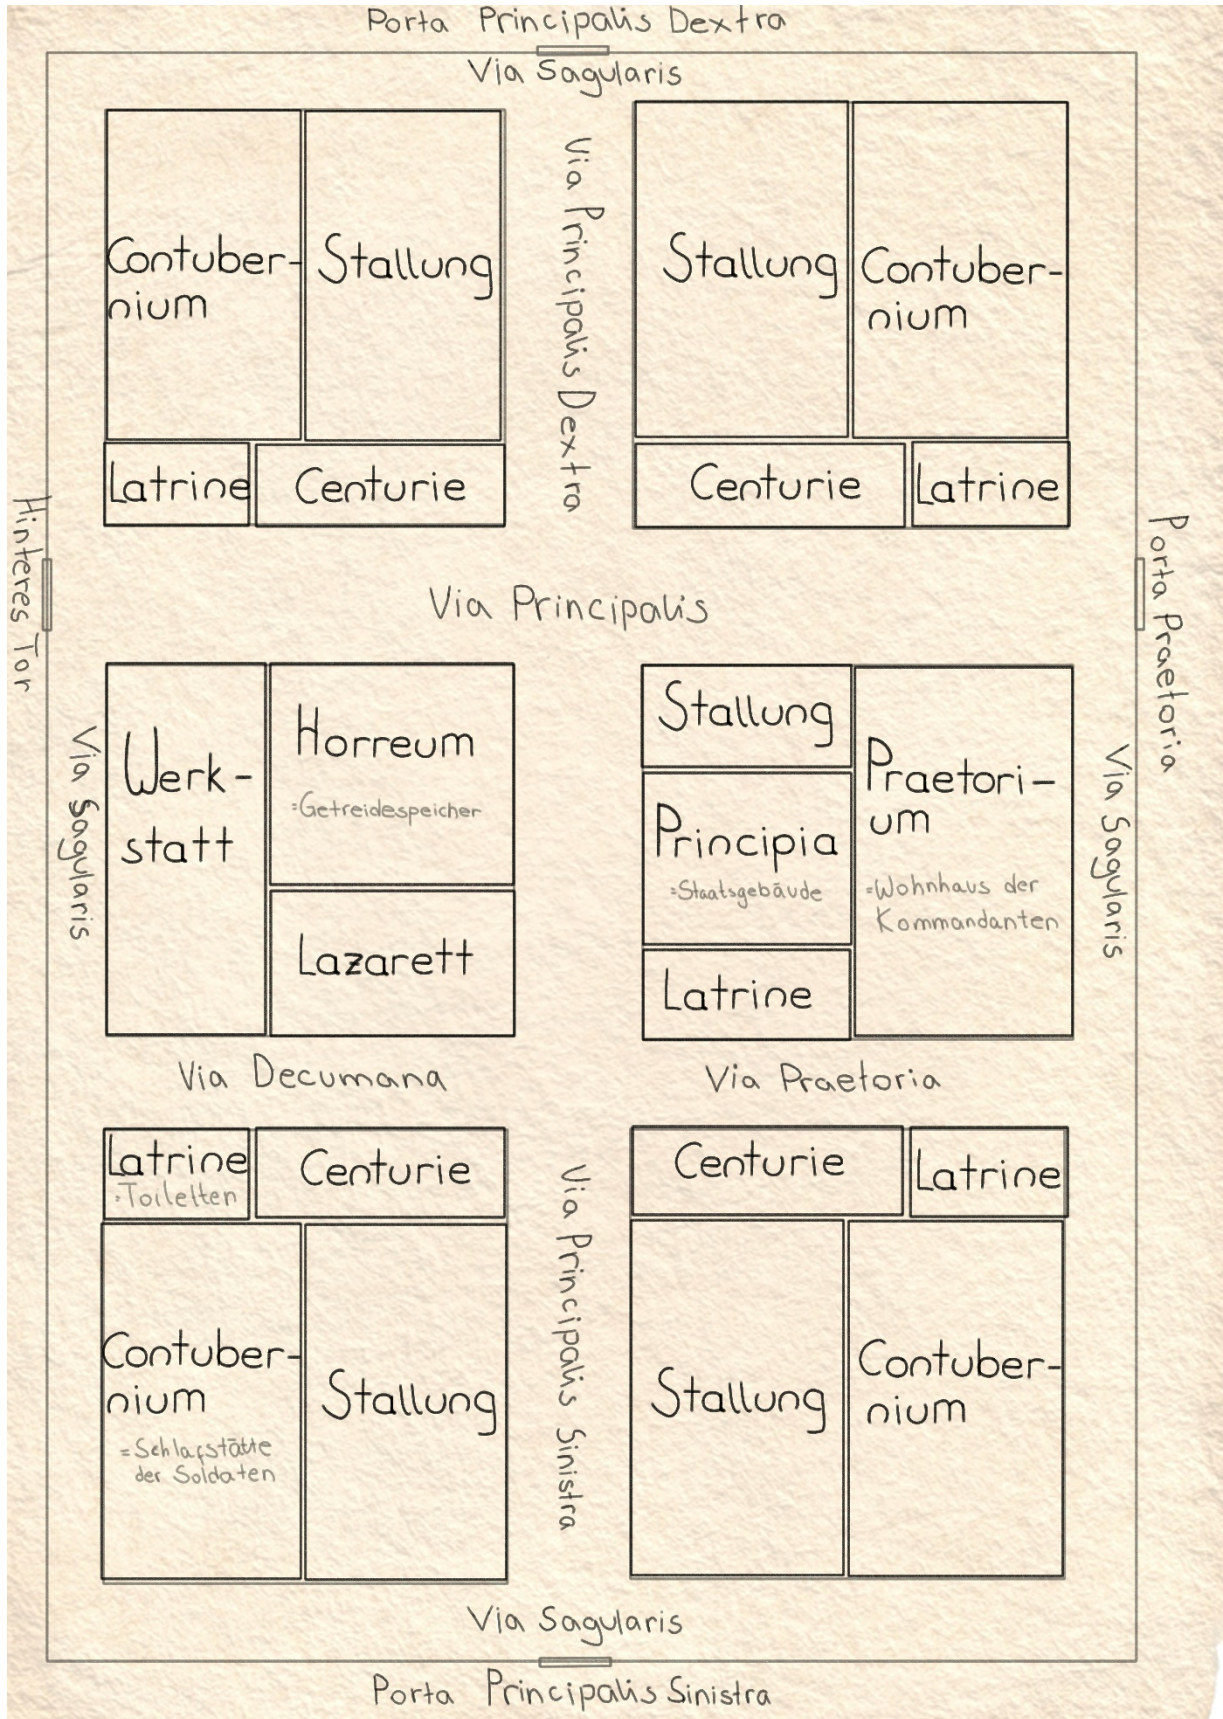 Porta Principalis Dextra
Via Sagularis
Via Principalis Dextra
Contuber-
nium
Stallung
Stallung
Contuber-
nium
Latrine
Centurie
Centurie
Latrine
Hinteres Tor
Porta Praetoria
Via Principalis
Via Sagularis
Werk-
statt
Horreum
=Getreidespeicher
Lazarett
Stallung
Principia
=Staatsgebäude
Latrine
Praetori-
um
=Wohnhaus der
Kommandanten
Via Sagularis
Via Decumana
Via Praetoria
Latrine
=Toiletten
Centurie
Centurie
Latrine
Contuber-
nium
=Schlafstätte
der Soldaten
Stallung
Via Principalis Sinistra
Stallung
Contuber-
nium
Via Sagularis
Porta Principalis Sinistra